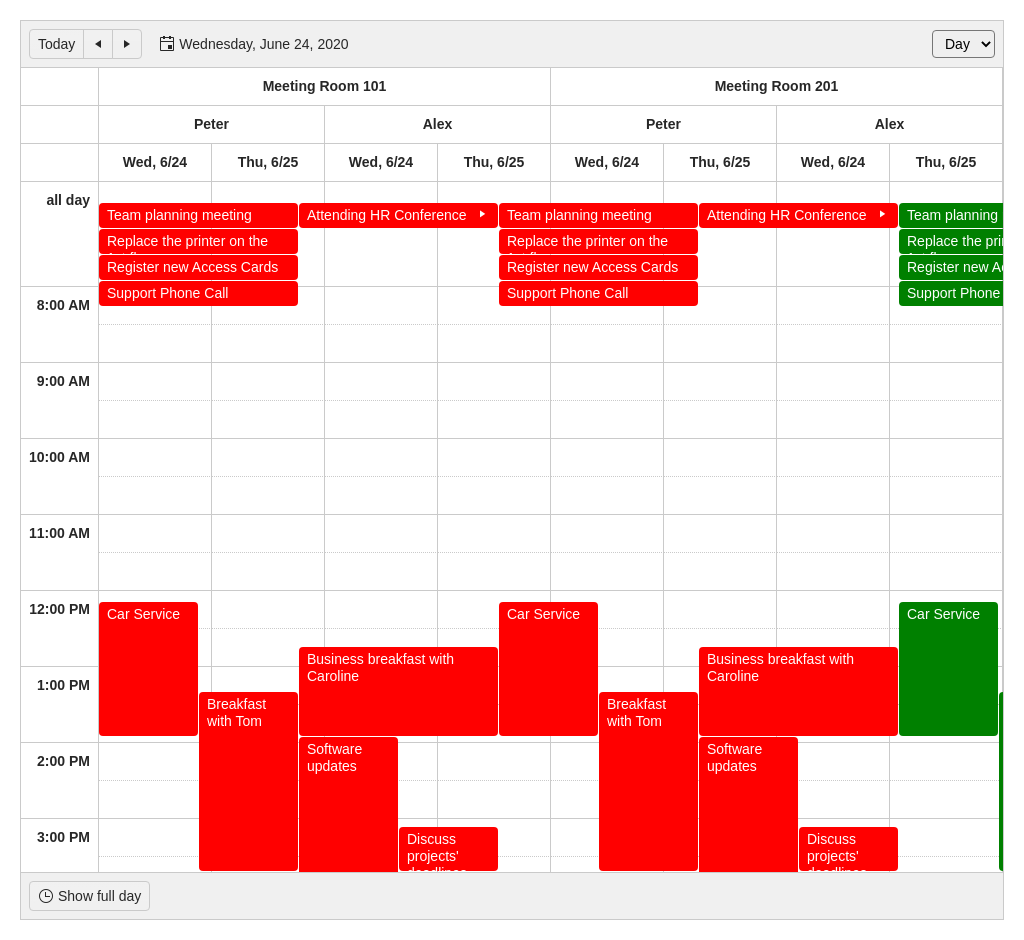 Today
Wednesday, June 24, 2020
Day
Meeting Room 101
Meeting Room 201
Peter
Alex
Peter
Alex
Wed, 6/24
Thu, 6/25
Wed, 6/24
Thu, 6/25
Wed, 6/24
Thu, 6/25
Wed, 6/24
Thu, 6/25
all day
Team planning meeting
Attending HR Conference
Team planning meeting
Attending HR Conference
Team planning
Replace the printer on the
Replace the printer on the
Replace the
Register new Access Cards
Register new Access Cards
Register new
Support Phone Call
Support Phone Call
Support Phone
8:00 AM
9:00 AM
10:00 AM
11:00 AM
12:00 PM
Car Service
Car Service
Car Service
Business breakfast with
Caroline
Business breakfast with
Caroline
1:00 PM
Breakfast
with Tom
Breakfast
with Tom
2:00 PM
Software
updates
Software
updates
3:00 PM
Discuss
projects'
deadlines
Discuss
projects'
deadlines
Show full day